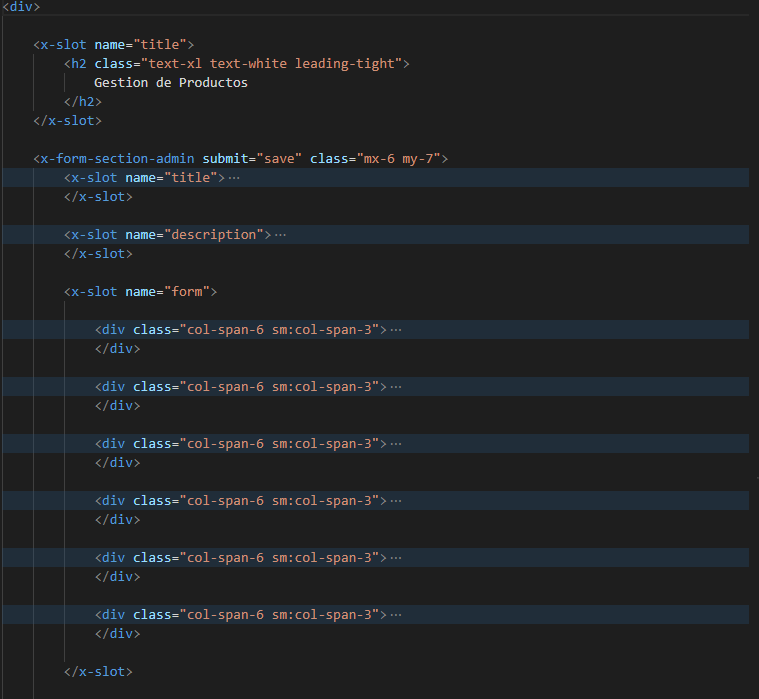 <div>
<x-slot name="title">
<h2 class="text-xl text-white leading-tight">
Gestion de Productos
</h2>
</x-slot>
<x-form-section-admin submit="save" class="mx-6 my-7">
<x-slot name="title">⋯
</x-slot>
<x-slot name="description">⋯
</x-slot>
<x-slot name="form">
<div class="col-span-6 sm:col-span-3">⋯
</div>
<div class="col-span-6 sm:col-span-3">⋯
</div>
<div class="col-span-6 sm:col-span-3">⋯
</div>
<div class="col-span-6 sm:col-span-3">⋯
</div>
<div class="col-span-6 sm:col-span-3">⋯
</div>
<div class="col-span-6 sm:col-span-3">⋯
</div>
</x-slot>